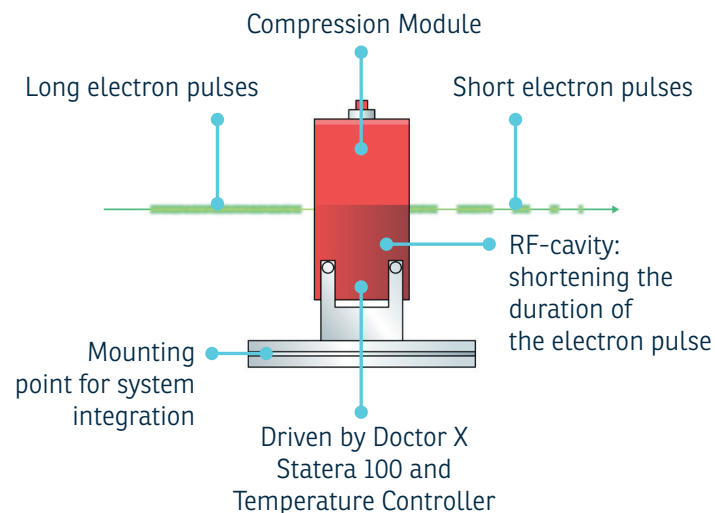 Compression Module
Long electron pulses
Short electron pulses
RF-cavity:
shortening the
duration of
the electron pulse
Mounting
point for system
integration
Driven by Doctor X
Statera 100 and
Temperature Controller